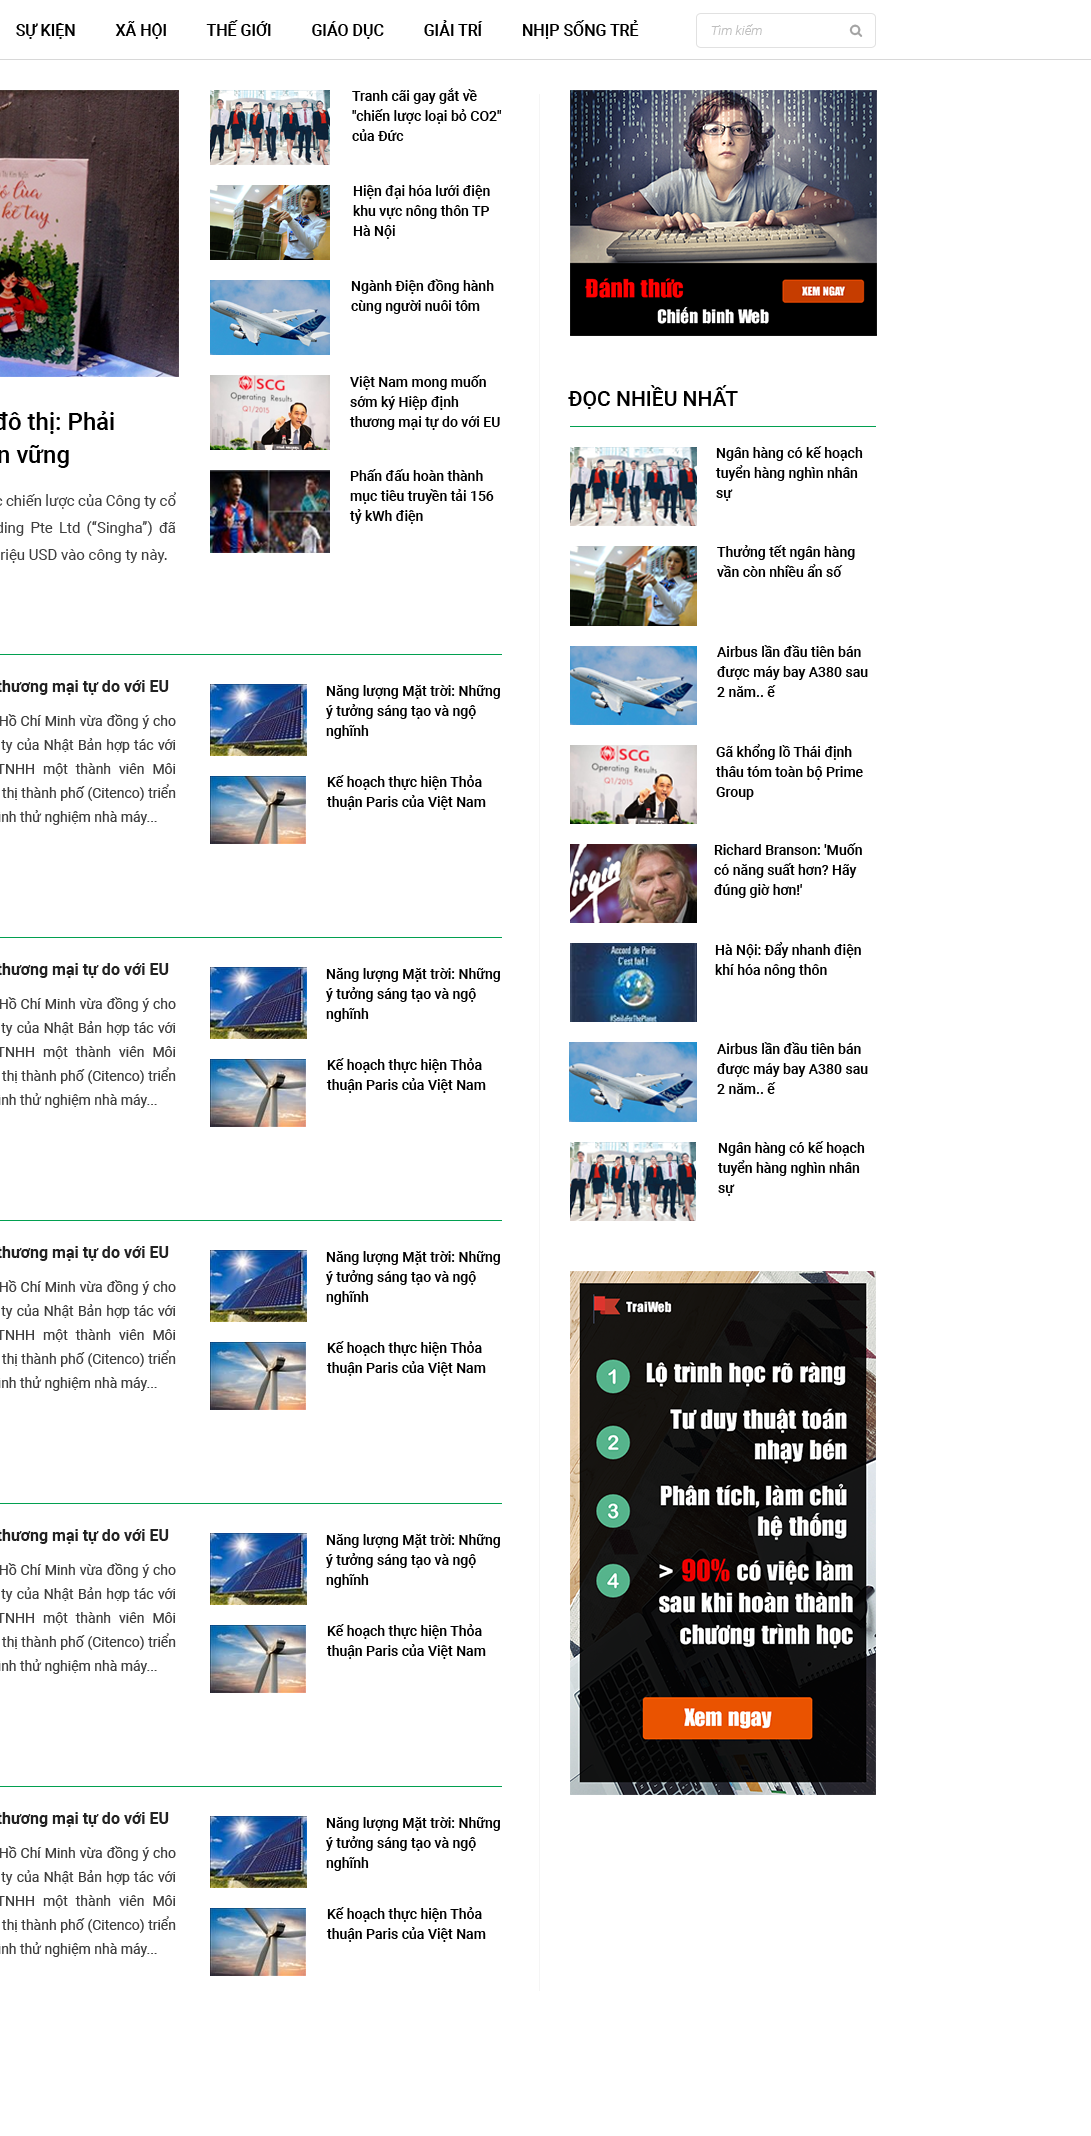 SỰ KIỆN
XÃ HỘI
THẾ GIỚI
GIÁO DỤC
GIẢI TRÍ
NHỊP SỐNG TRẺ
Tìm kiếm
đô thị: Phải
vững
chiến lược của Công ty cổ
Pte Ltd (“Singha”) đã
triệu USD vào công ty này.
Tranh cãi gay gắt về
"chiến lược loại bỏ CO2"
của Đức
Hiện đại hóa lưới điện
khu vực nông thôn TP
Hà Nội
Ngành Điện đồng hành
cùng người nuôi tôm
SCG
Operating Results
Q1/2015
Việt Nam mong muốn
sớm ký Hiệp định
thương mại tự do với EU
Phấn đấu hoàn thành
mục tiêu truyền tải 156
tỷ kWh điện
thương mại tự do với EU
Hồ Chí Minh vừa đồng ý cho
ty của Nhật Bản hợp tác với
TNHH một thành viên Môi
thị thành phố (Citenco) triển
thử nghiệm nhà máy...
Năng lượng Mặt trời: Những
ý tưởng sáng tạo và ngộ
nghĩnh
Kế hoạch thực hiện Thỏa
thuận Paris của Việt Nam
thương mại tự do với EU
Hồ Chí Minh vừa đồng ý cho
ty của Nhật Bản hợp tác với
TNHH một thành viên Môi
thị thành phố (Citenco) triển
thử nghiệm nhà máy...
Năng lượng Mặt trời: Những
ý tưởng sáng tạo và ngộ
nghĩnh
Kế hoạch thực hiện Thỏa
thuận Paris của Việt Nam
thương mại tự do với EU
Hồ Chí Minh vừa đồng ý cho
ty của Nhật Bản hợp tác với
TNHH một thành viên Môi
thị thành phố (Citenco) triển
thử nghiệm nhà máy...
Năng lượng Mặt trời: Những
ý tưởng sáng tạo và ngộ
nghĩnh
Kế hoạch thực hiện Thỏa
thuận Paris của Việt Nam
thương mại tự do với EU
Hồ Chí Minh vừa đồng ý cho
ty của Nhật Bản hợp tác với
TNHH một thành viên Môi
thị thành phố (Citenco) triển
thử nghiệm nhà máy...
Năng lượng Mặt trời: Những
ý tưởng sáng tạo và ngộ
nghĩnh
Kế hoạch thực hiện Thỏa
thuận Paris của Việt Nam
thương mại tự do với EU
Hồ Chí Minh vừa đồng ý cho
ty của Nhật Bản hợp tác với
TNHH một thành viên Môi
thị thành phố (Citenco) triển
thử nghiệm nhà máy...
Năng lượng Mặt trời: Những
ý tưởng sáng tạo và ngộ
nghĩnh
Kế hoạch thực hiện Thỏa
thuận Paris của Việt Nam
Đánh thức
Chiến binh Web
XEM NGAY
ĐỌC NHIỀU NHẤT
Ngân hàng có kế hoạch
tuyển hàng nghìn nhân
sự
Thưởng tết ngân hàng
vần còn nhiều ẩn số
Airbus lần đầu tiên bán
được máy bay A380 sau
2 năm.. ế
SCG
Operating Results
Q1/2015
Gã khổng lồ Thái định
thâu tóm toàn bộ Prime
Group
Richard Branson: 'Muốn
có năng suất hơn? Hãy
đúng giờ hơn!'
Accord de Paris
C'est fait !
#SmileForThePlanet
Hà Nội: Đẩy nhanh điện
khí hóa nông thôn
Airbus lần đầu tiên bán
được máy bay A380 sau
2 năm.. ế
Ngân hàng có kế hoạch
tuyển hàng nghìn nhân
sự
TraiWeb
1 Lộ trình học rõ ràng
2 Tư duy thuật toán
nhạy bén
3 Phân tích, làm chủ
hệ thống
4 > 90% có việc làm
sau khi hoàn thành
chương trình học
Xem ngay